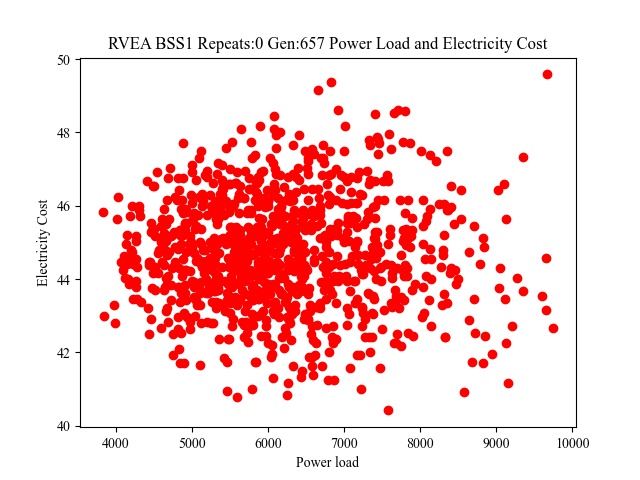 RVEA BSS1 Repeats:0 Gen:657 Power Load and Electricity Cost
50
48
46
44
42
40
Electricity Cost
4000 5000 6000 7000 8000 9000 10000
Power load